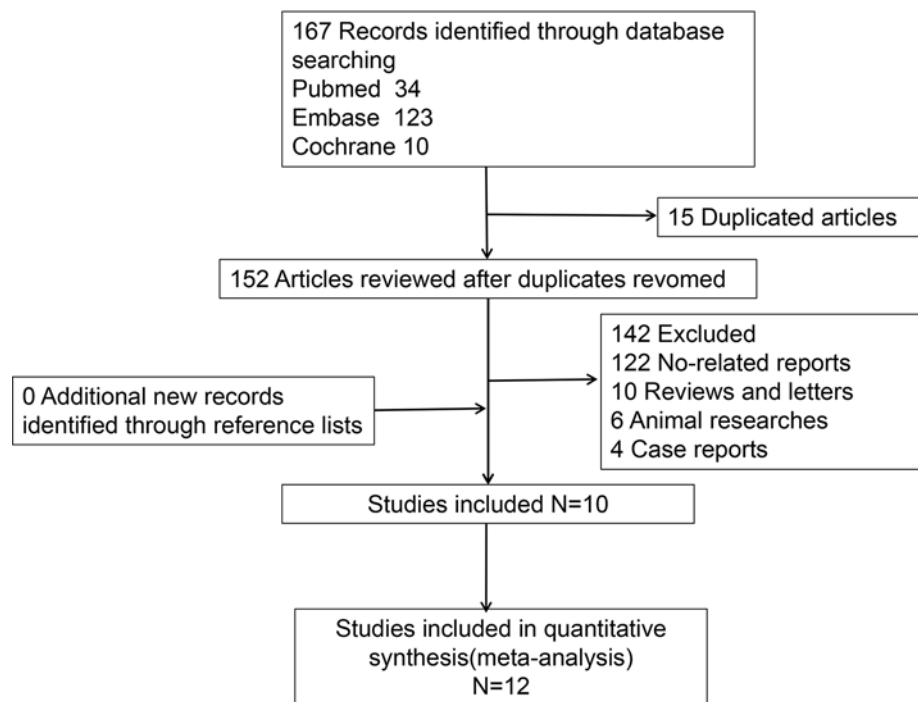 167 Records identified through database
searching
Pubmed  34
Embase  123
Cochrane 10
15 Duplicated articles
152 Articles reviewed after duplicates revomed
142 Excluded
122 No-related reports
10 Reviews and letters
6 Animal researches
4 Case reports
0 Additional new records
identified through reference lists
Studies included N=10
Studies included in quantitative
synthesis(meta-analysis)
N=12